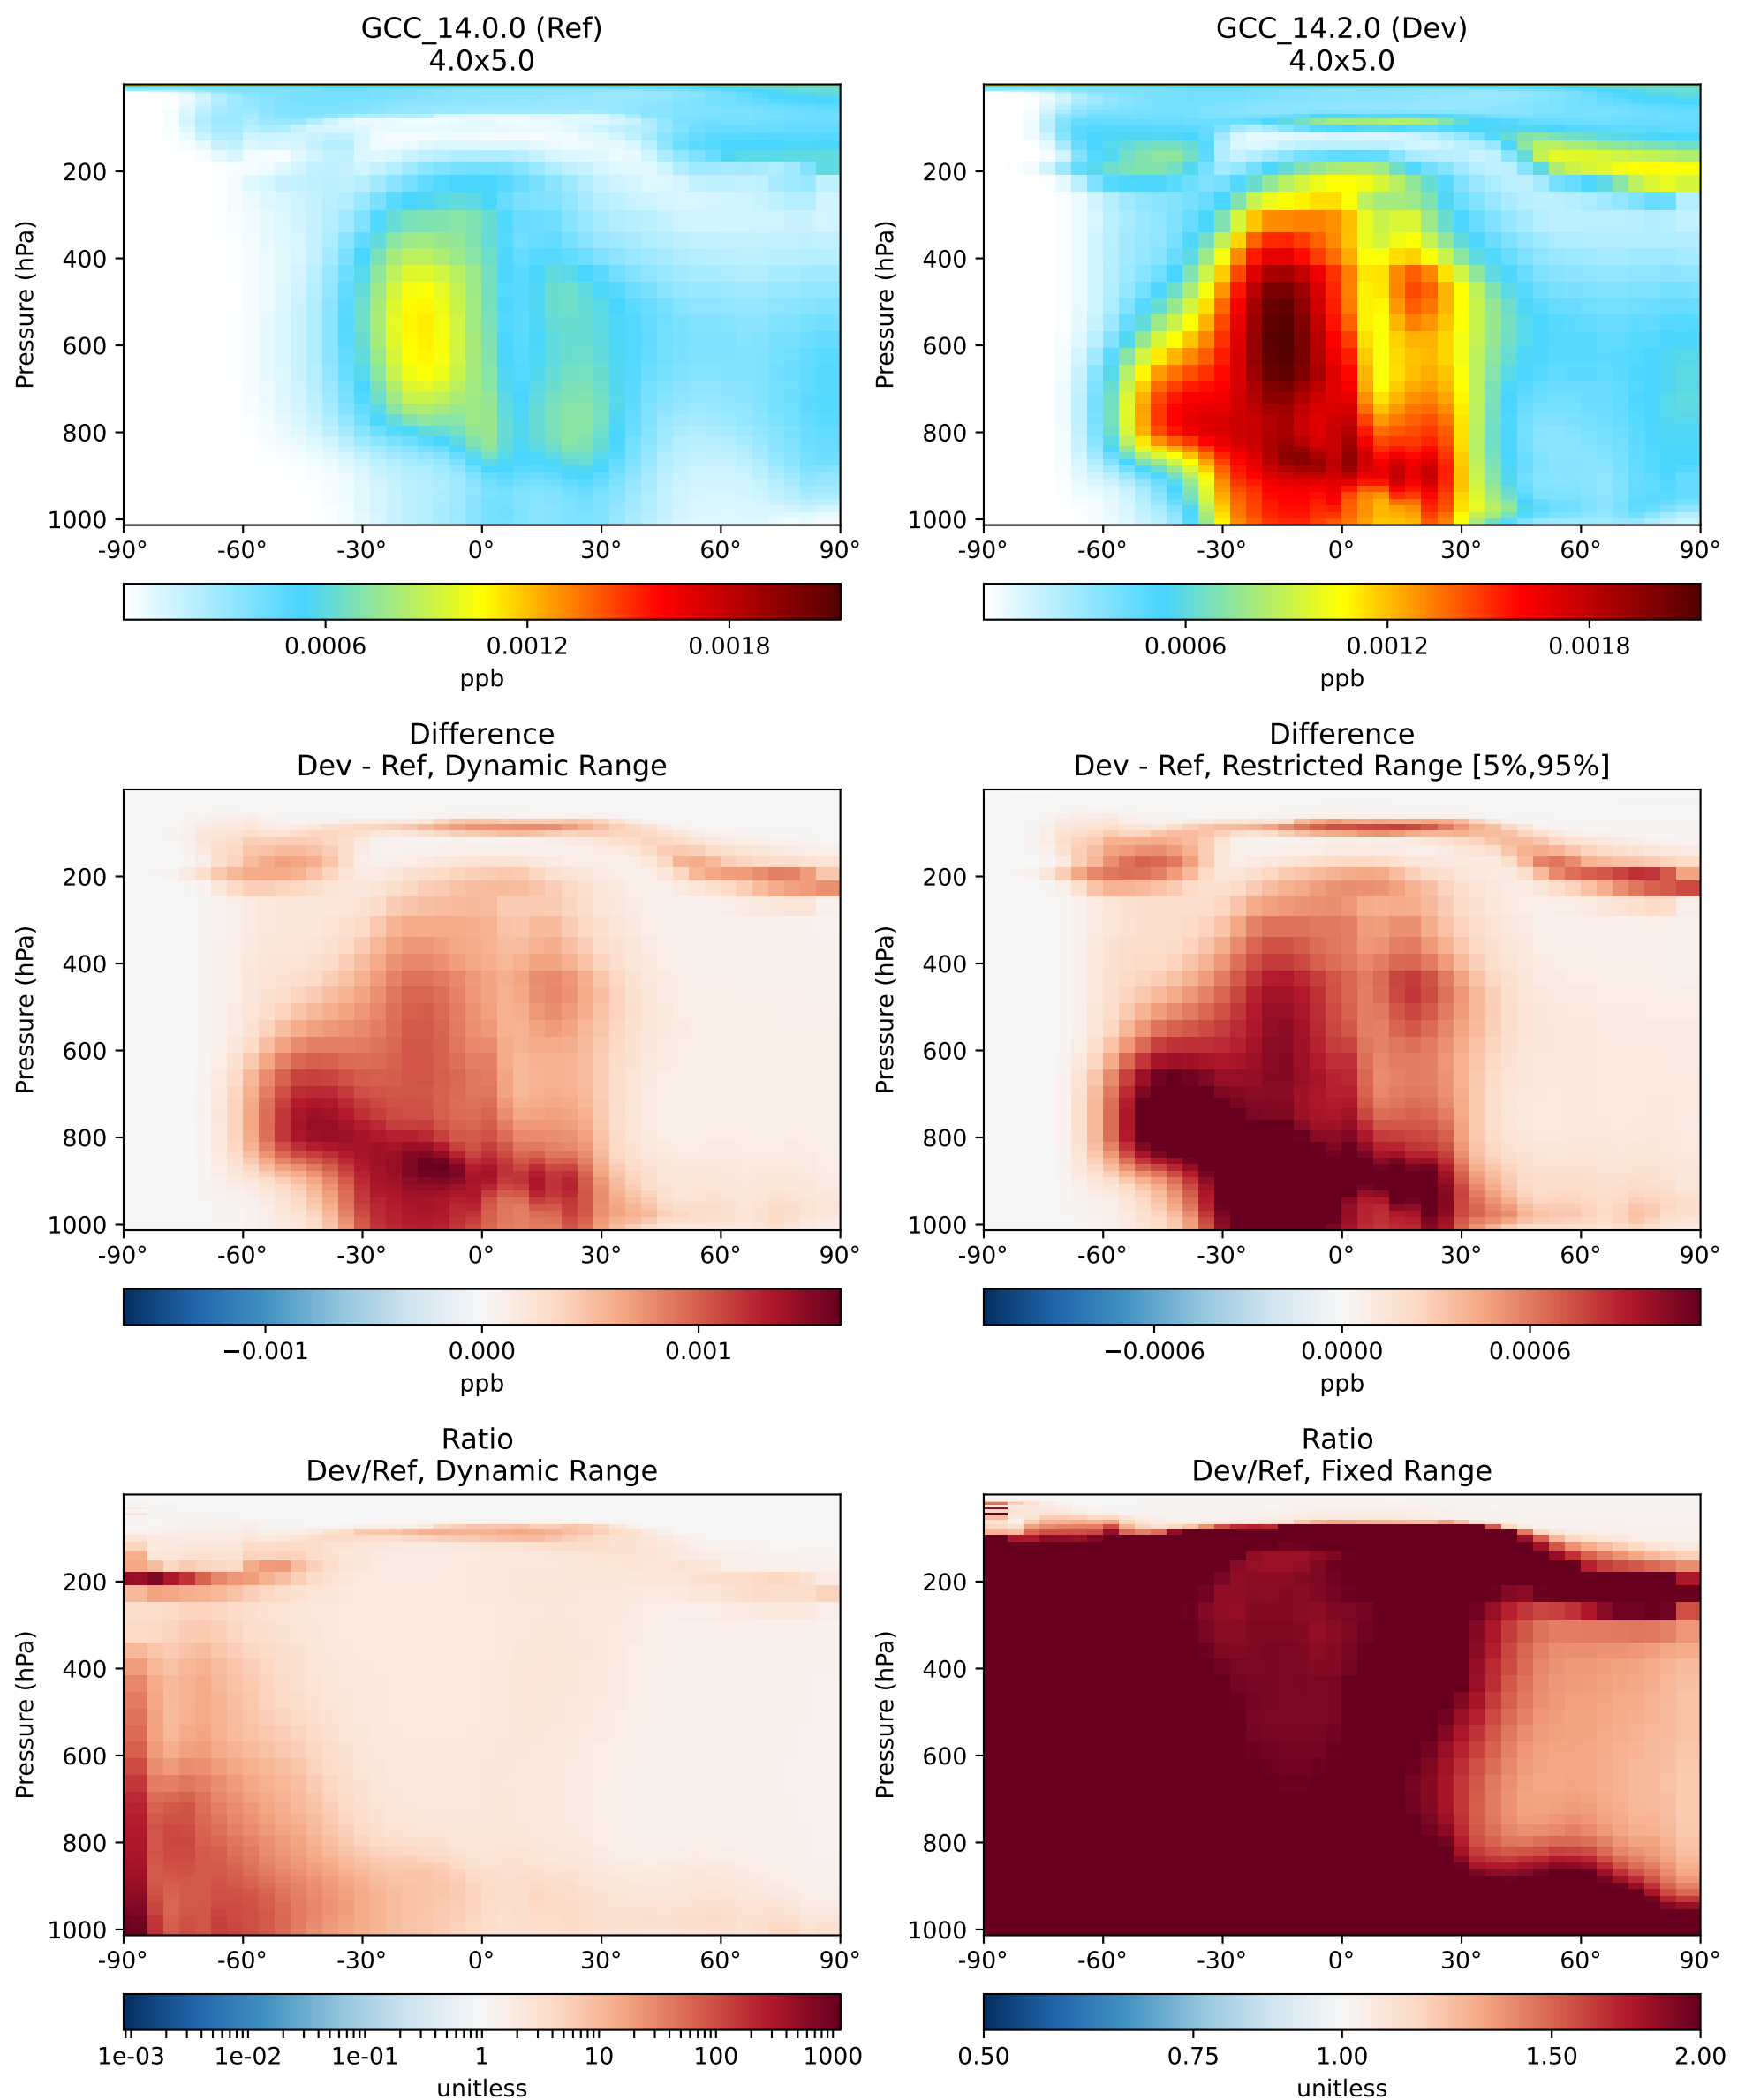 GCC_14.0.0 (Ref)
4.0x5.0
Pressure (hPa)
200
400
600
800
1000
-90° -60° -30° 0° 30° 60° 90°
0.0006 0.0012 0.0018
ppb
GCC_14.2.0 (Dev)
4.0x5.0
Pressure (hPa)
200
400
600
800
1000
-90° -60° -30° 0° 30° 60° 90°
0.0006 0.0012 0.0018
ppb
Difference
Dev - Ref, Dynamic Range
Pressure (hPa)
200
400
600
800
1000
-90° -60° -30° 0° 30° 60° 90°
−0.001 0.000 0.001
ppb
Difference
Dev - Ref, Restricted Range [5%,95%]
Pressure (hPa)
200
400
600
800
1000
-90° -60° -30° 0° 30° 60° 90°
−0.0006 0.0000 0.0006
ppb
Ratio
Dev/Ref, Dynamic Range
Pressure (hPa)
200
400
600
800
1000
-90° -60° -30° 0° 30° 60° 90°
1e-03 1e-02 1e-01 1 10 100 1000
unitless
Ratio
Dev/Ref, Fixed Range
Pressure (hPa)
200
400
600
800
1000
-90° -60° -30° 0° 30° 60° 90°
0.50 0.75 1.00 1.50 2.00
unitless